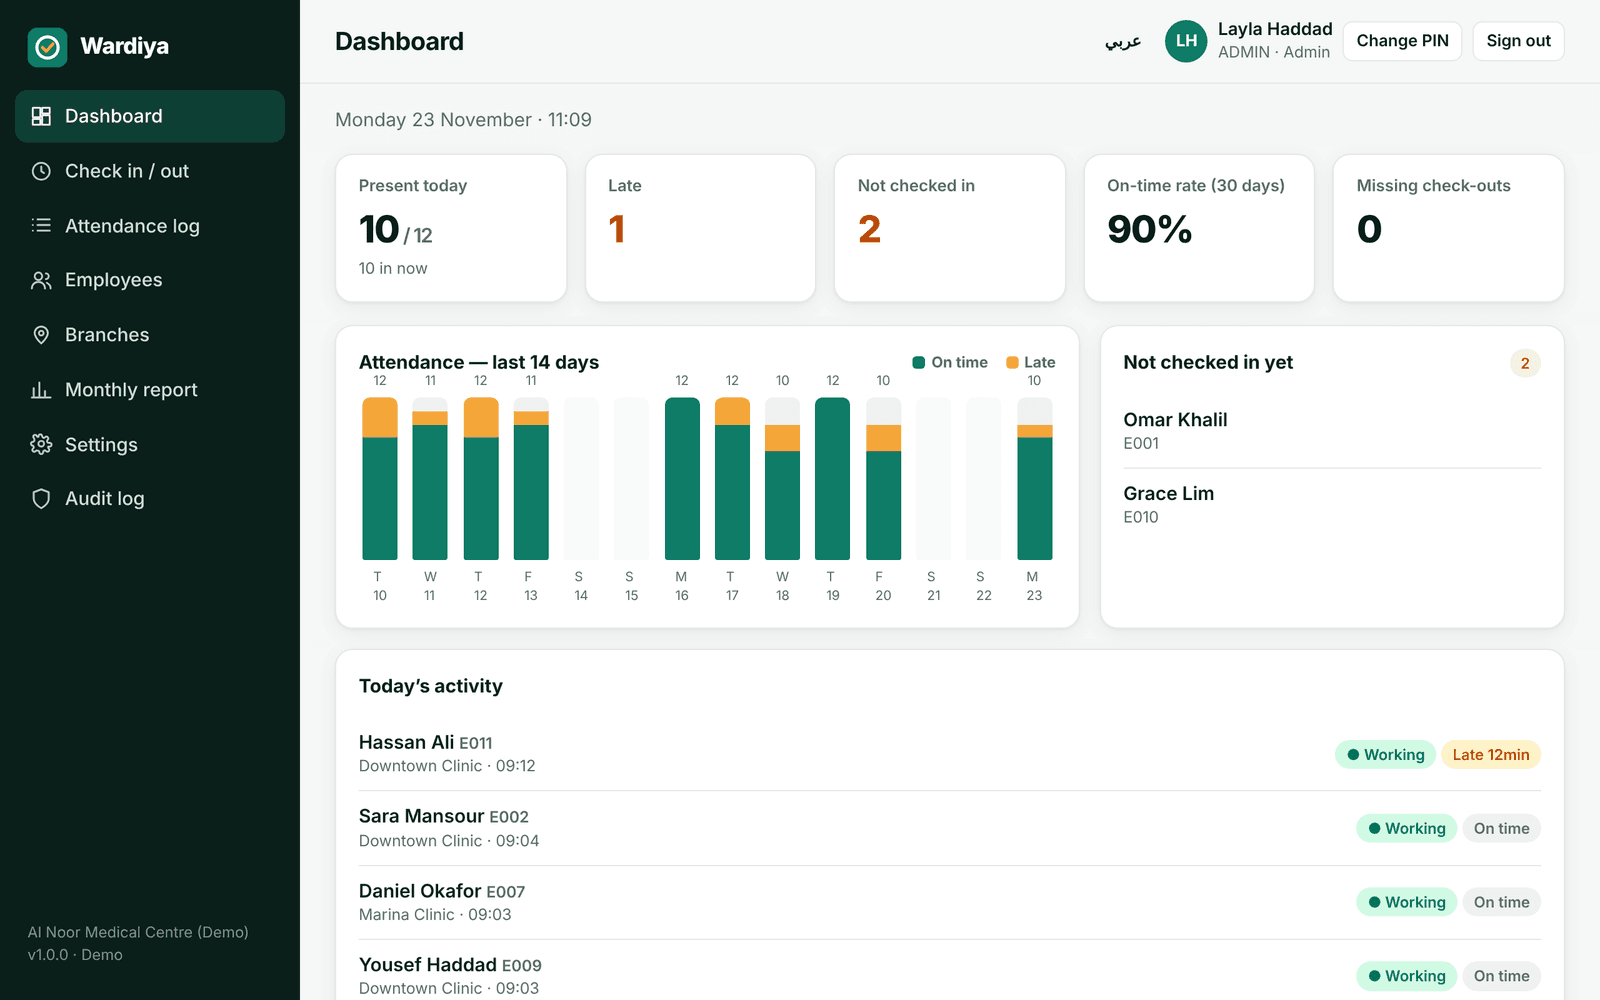 Wardiya
Dashboard
Check in / out
Attendance log
Employees
Branches
Monthly report
Settings
Audit log
Al Noor Medical Centre (Demo)
v1.0.0 · Demo
Dashboard
عربي
LH
Layla Haddad
ADMIN · Admin
Change PIN
Sign out
Monday 23 November · 11:09
Present today
10 / 12
10 in now
Late
1
Not checked in
2
On-time rate (30 days)
90%
Missing check-outs
0
Attendance — last 14 days
On time
Late
12 11 12 11 12 12 10 12 10 10
T W T F S S M T W T F S S M
10 11 12 13 14 15 16 17 18 19 20 21 22 23
Not checked in yet
2
Omar Khalil
E001
Grace Lim
E010
Today’s activity
Hassan Ali E011
Downtown Clinic · 09:12
Working
Late 12min
Sara Mansour E002
Downtown Clinic · 09:04
Working
On time
Daniel Okafor E007
Marina Clinic · 09:03
Working
On time
Yousef Haddad E009
Downtown Clinic · 09:03
Working
On time